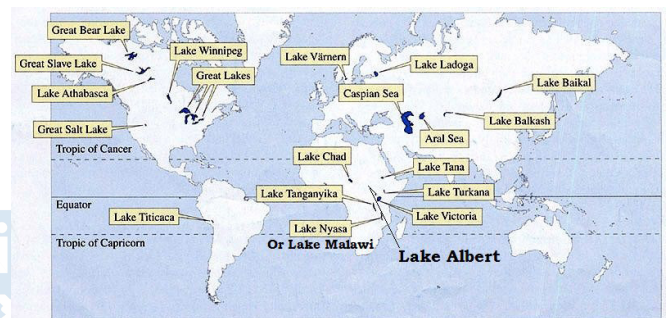 Great Bear Lake
Lake Winnipeg
Great Slave Lake
Great Lakes
Lake Athabasca
Great Salt Lake
Lake Värnern
Lake Ladoga
Caspian Sea
Lake Baikal
Lake Balkash
Aral Sea
Tropic of Cancer
Lake Chad
Lake Tana
Lake Tanganyika
Lake Turkana
Equator
Lake Titicaca
Lake Victoria
Lake Nyasa
Or Lake Malawi
Tropic of Capricorn
Lake Albert